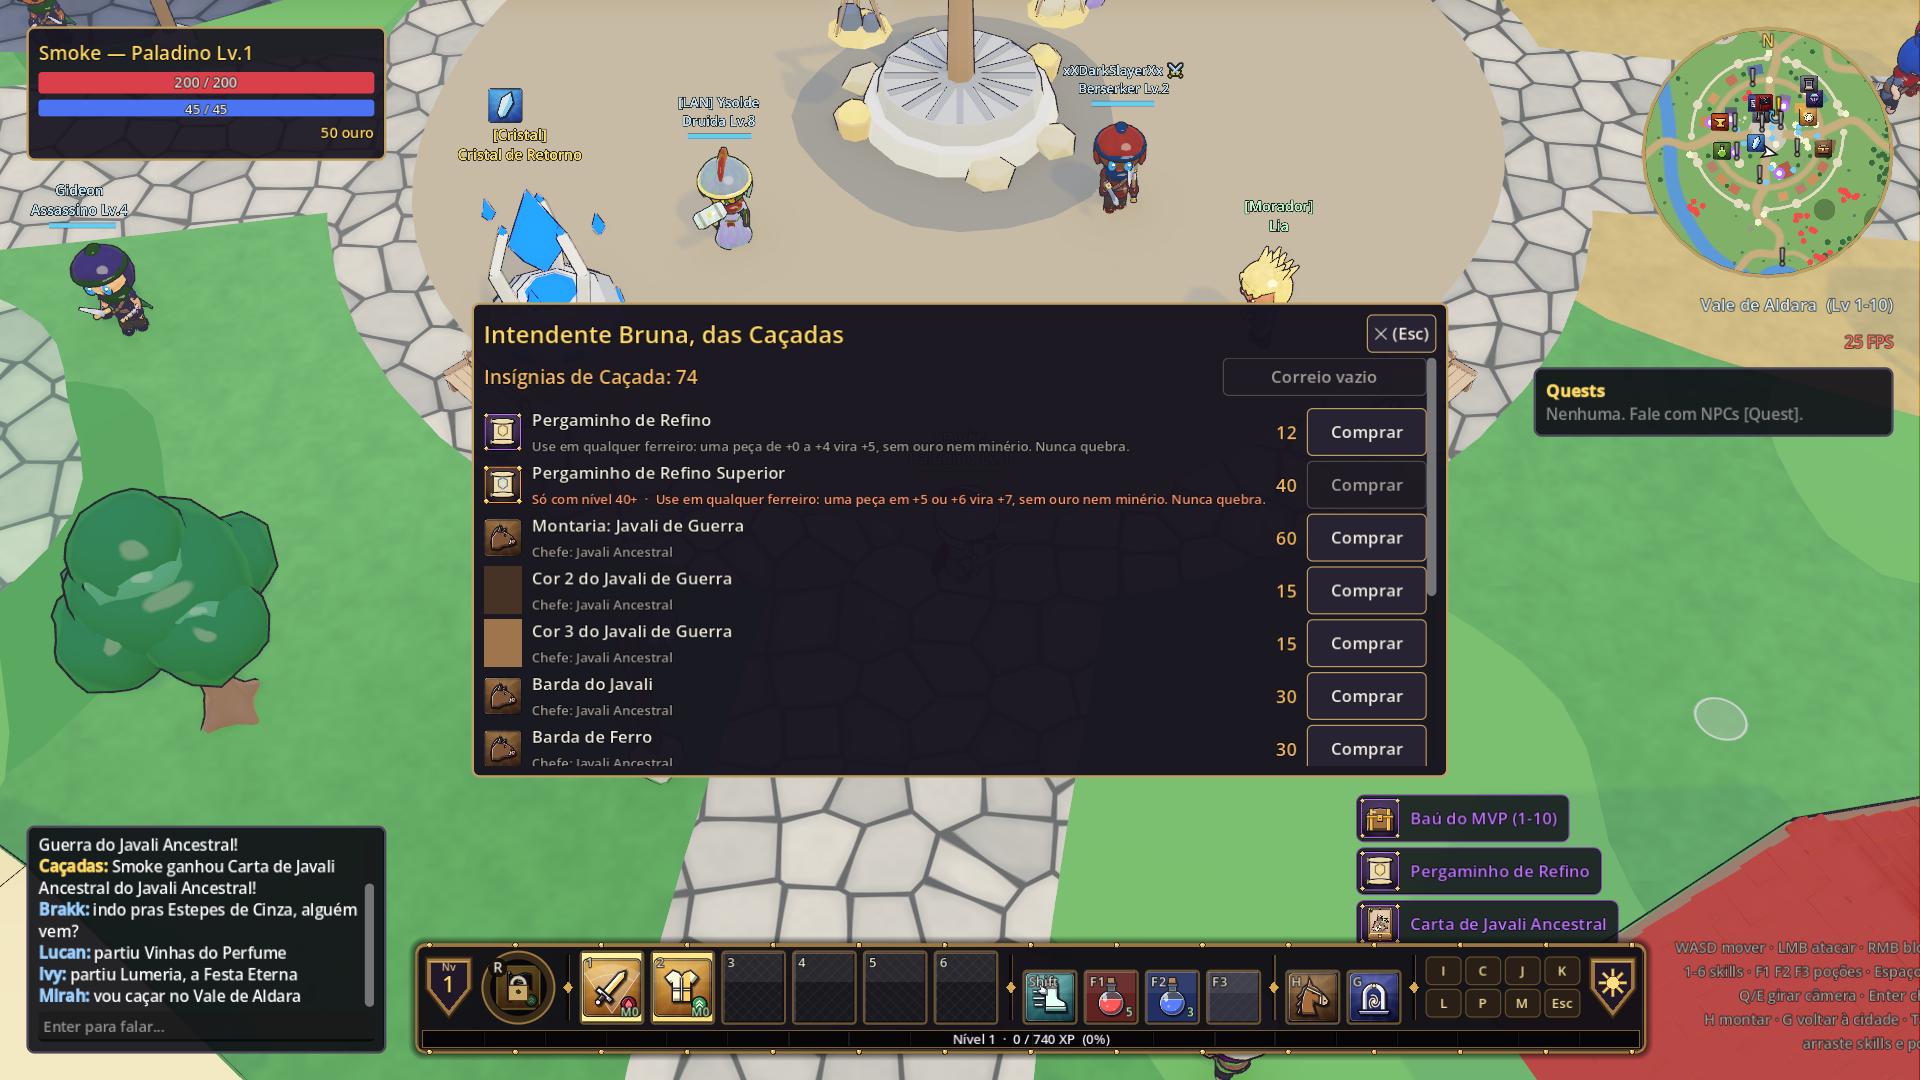 Smoke — Paladino Lv.1
200 / 200
45 / 45
50 ouro
[Cristal]
Cristal de Retorno
[LAN] Ysolde
Druida Lv.8
xXDarkSlayerXx
Berserker Lv.2
Gideon
Assassino Lv.4
[Morador]
Lia
N
Vale de Aldara (Lv 1-10)
25 FPS
Quests
Nenhuma. Fale com NPCs [Quest].
Intendente Bruna, das Caçadas
(Esc)
Insígnias de Caçada: 74
Correio vazio
Pergaminho de Refino
Use em qualquer ferreiro: uma peça de +0 a +4 vira +5, sem ouro nem minério. Nunca quebra.
12
Comprar
Pergaminho de Refino Superior
Só com nível 40+ · Use em qualquer ferreiro: uma peça em +5 ou +6 vira +7, sem ouro nem minério. Nunca quebra.
40
Comprar
Montaria: Javali de Guerra
Chefe: Javali Ancestral
60
Comprar
Cor 2 do Javali de Guerra
Chefe: Javali Ancestral
15
Comprar
Cor 3 do Javali de Guerra
Chefe: Javali Ancestral
15
Comprar
Barda do Javali
Chefe: Javali Ancestral
30
Comprar
Barda de Ferro
Chefe: Javali Ancestral
30
Comprar
Baú do MVP (1-10)
Pergaminho de Refino
Carta de Javali Ancestral
Guerra do Javali Ancestral!
Caçadas: Smoke ganhou Carta de Javali
Ancestral do Javali Ancestral!
Brakk: indo pras Estepes de Cinza, alguém
vem?
Lucan: partiu Vinhas do Perfume
Ivy: partiu Lumeria, a Festa Eterna
Mirah: vou caçar no Vale de Aldara
Enter para falar...
Nv
1
R
1
M0
2
M0
3
4
5
6
Shift
F1
5
F2
3
F3
H
G
I
C
J
K
L
P
M
Esc
Nível 1 · 0 / 740 XP (0%)
WASD mover · LMB atacar · RMB
1-6 skills · F1 F2 F3 poções ·
Q/E girar câmera · Enter
H montar · G voltar à cidade ·
arraste skills e